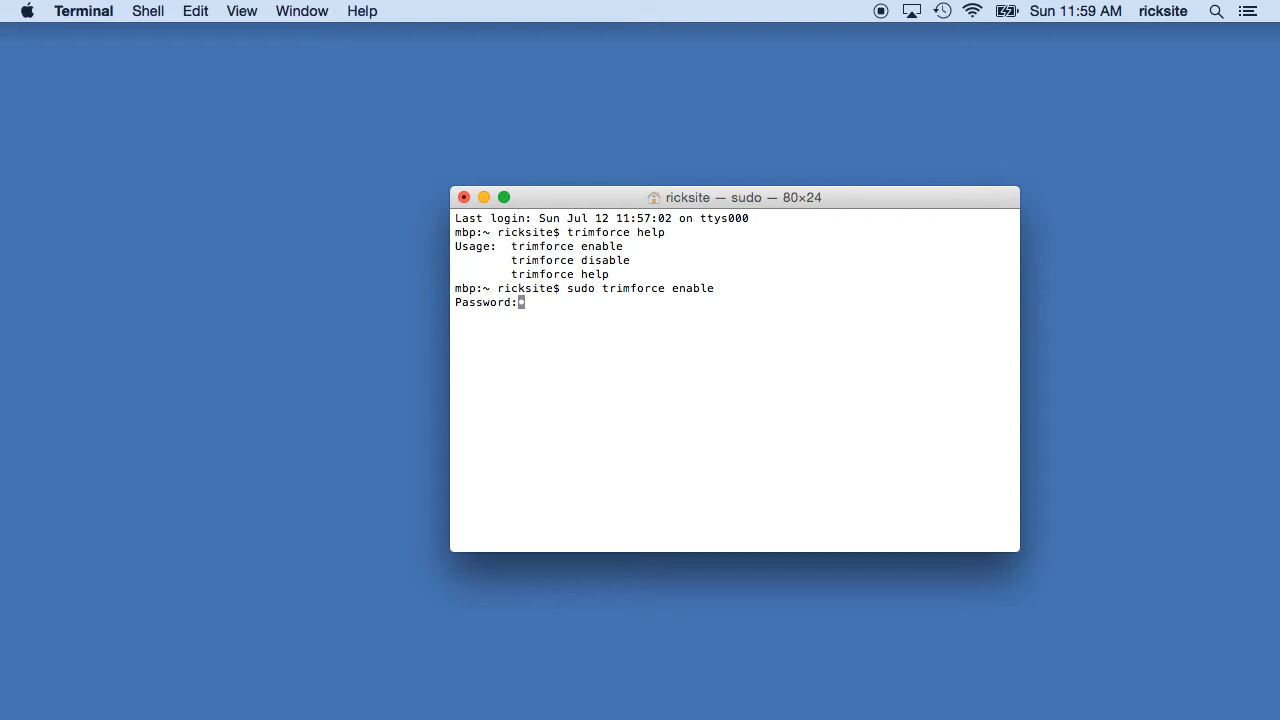 Terminal Shell Edit View Window Help Sun 11:59 AM ricksite
ricksite — sudo — 80×24
Last login: Sun Jul 12 11:57:02 on ttys000
mbp:~ ricksite$ trimforce help
Usage:  trimforce enable
        trimforce disable
        trimforce help
mbp:~ ricksite$ sudo trimforce enable
Password: